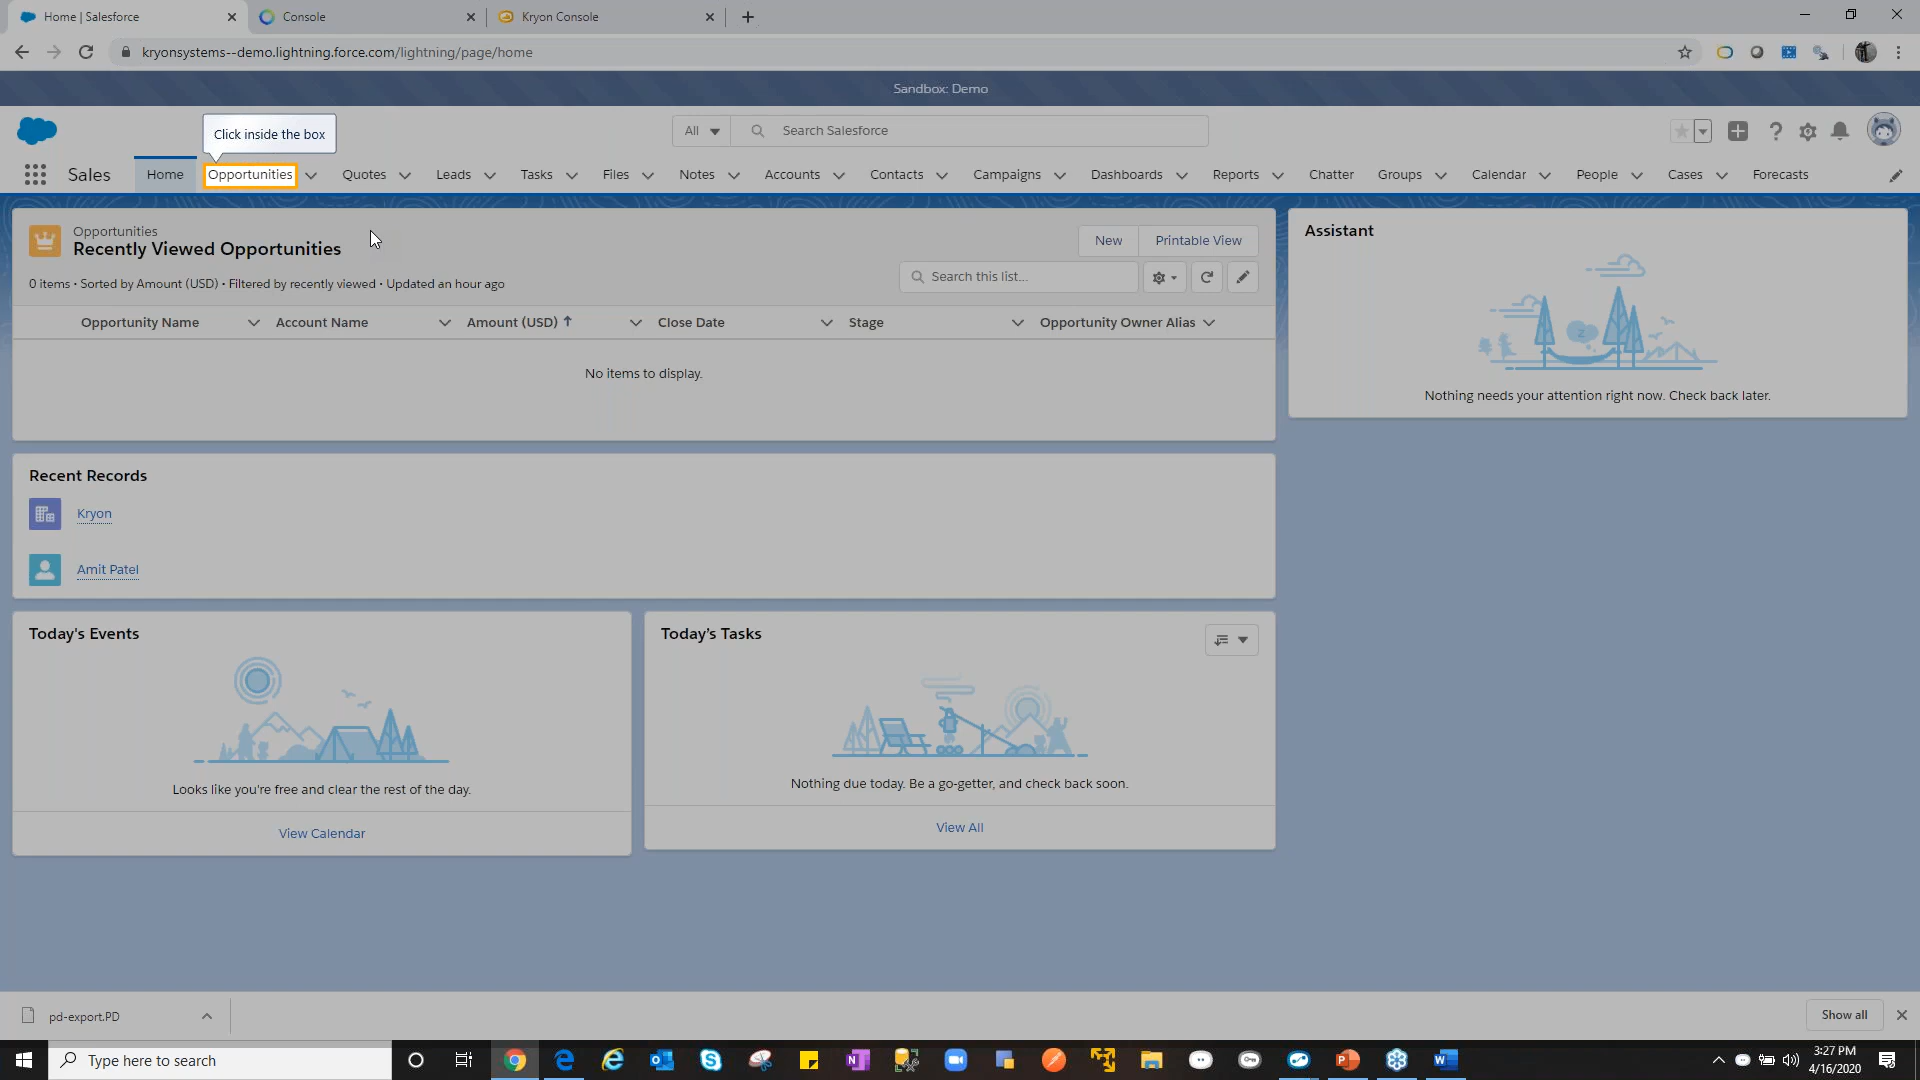 Home | Salesforce
Console
Kryon Console
kryonsystems--demo.lightning.force.com/lightning/page/home
Sandbox: Demo
Click inside the box
All
Search Salesforce
Sales
Home
Opportunities
Quotes
Leads
Tasks
Files
Notes
Accounts
Contacts
Campaigns
Dashboards
Reports
Chatter
Groups
Calendar
People
Cases
Forecasts
Opportunities
Recently Viewed Opportunities
New
Printable View
0 items • Sorted by Amount (USD) • Filtered by recently viewed • Updated an hour ago
Search this list...
Opportunity Name
Account Name
Amount (USD)
Close Date
Stage
Opportunity Owner Alias
No items to display.
Assistant
Nothing needs your attention right now. Check back later.
Recent Records
Kryon
Amit Patel
Today's Events
Looks like you're free and clear the rest of the day.
View Calendar
Today's Tasks
Nothing due today. Be a go-getter, and check back soon.
View All
pd-export.PD
Show all
Type here to search
3:27 PM
4/16/2020